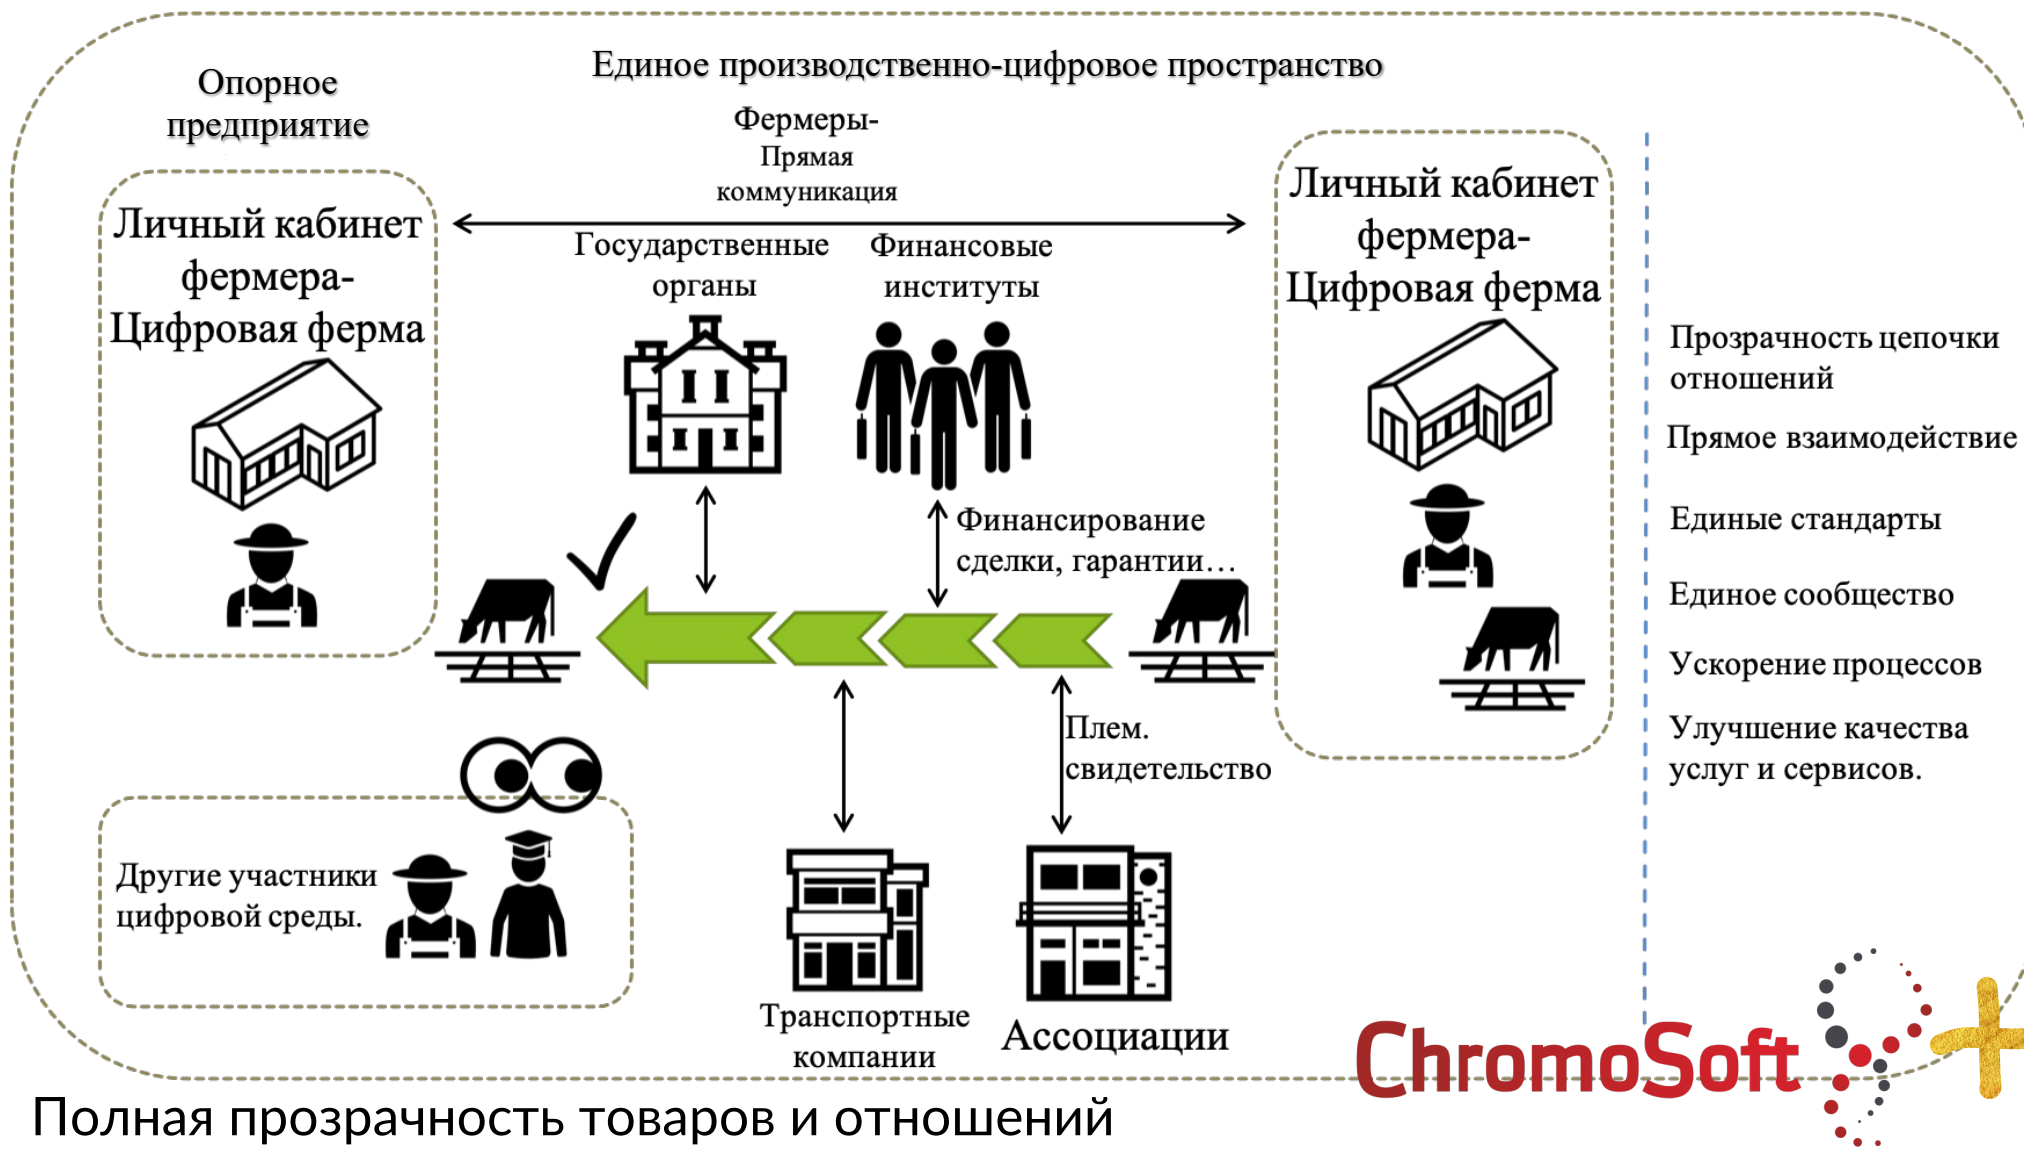 Единое производственно-цифровое пространство
Опорное
предприятие
Фермеры-
Прямая
коммуникация
Личный кабинет
фермера-
Цифровая ферма
Государственные
органы
Финансовые
институты
Личный кабинет
фермера-
Цифровая ферма
Финансирование
сделки, гарантии…
Плем.
свидетельство
Другие участники
цифровой среды.
Транспортные
компании
Ассоциации
Прозрачность цепочки
отношений
Прямое взаимодействие
Единые стандарты
Единое сообщество
Ускорение процессов
Улучшение качества
услуг и сервисов.
ChromoSoft
Полная прозрачность товаров и отношений